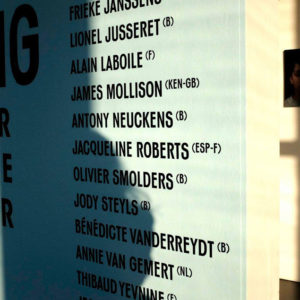 NG
R
E
R
FRIEKE JANSSENS
LIONEL JUSSERET (B)
ALAIN LABOILE (F)
JAMES MOLLISON (KEN-GB)
ANTONY NEUCKENS (B)
JACQUELINE ROBERTS (ESP-F)
OLIVIER SMOLDERS (B)
JODY STEYLS (B)
BÉNÉDICTE VANDERREYDT (B)
ANNIE VAN GEMERT (NL)
THIBAUD YEVNINE (F)